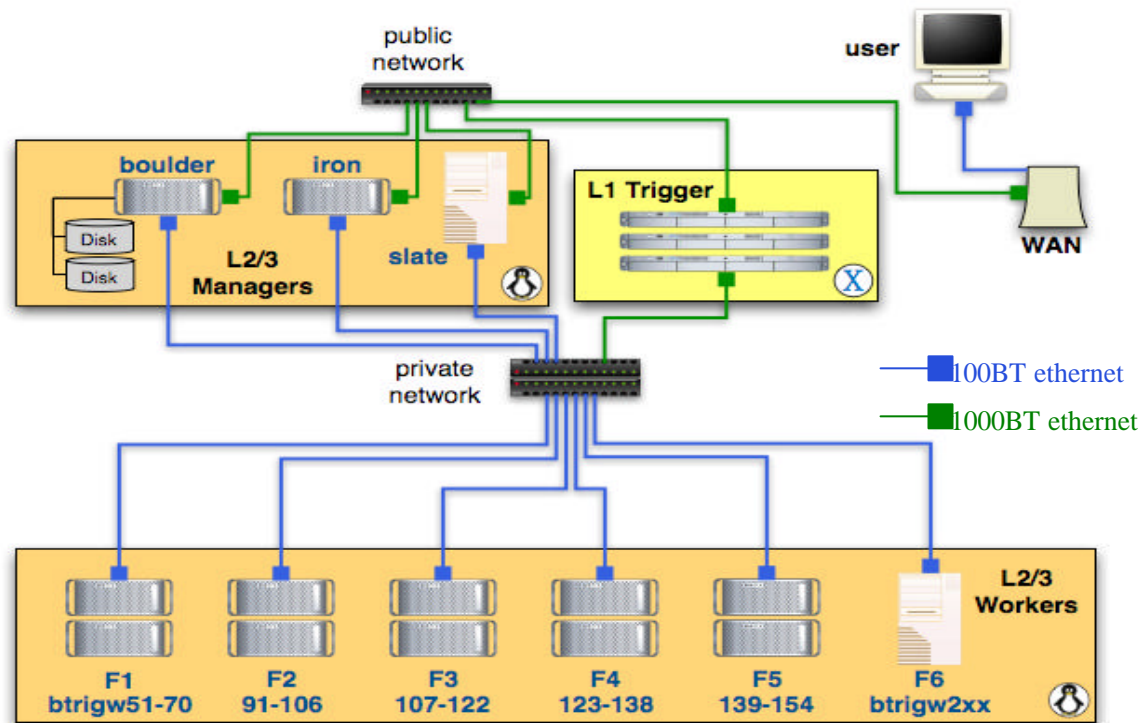 public
network
user
boulder
iron
Disk
Disk
slate
L2/3
Managers
L1 Trigger
X
WAN
private
network
100BT ethernet
1000BT ethernet
L2/3
Workers
F1
btrigw51-70
F2
91-106
F3
107-122
F4
123-138
F5
139-154
F6
btrigw2xx